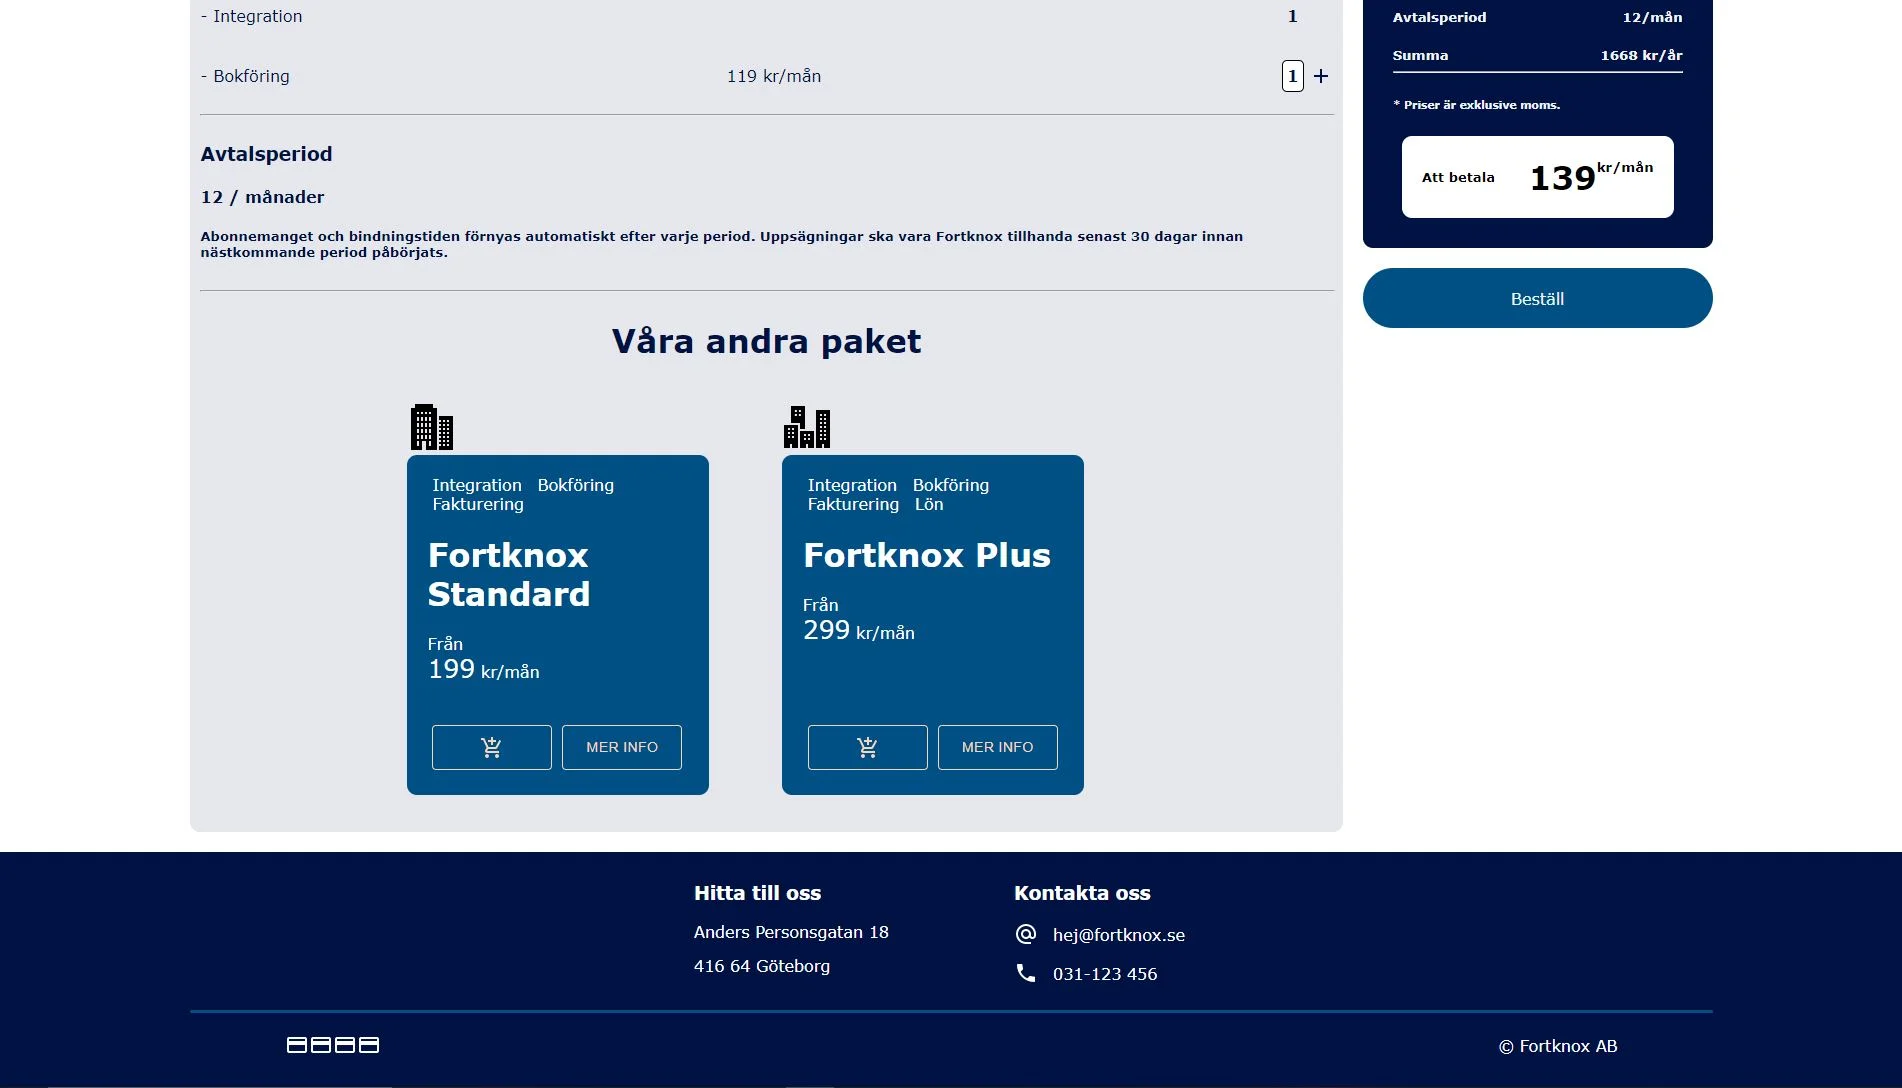 - Integration 1
- Bokföring 119 kr/mån 1 +
Avtalsperiod
12 / månader
Abonnemanget och bindningstiden förnyas automatiskt efter varje period. Uppsägningar ska vara Fortknox tillhanda senast 30 dagar innan
nästkommande period påbörjats.
Avtalsperiod 12/mån
Summa 1668 kr/år
* Priser är exklusive moms.
Att betala 139 kr/mån
Beställ
Våra andra paket
Integration Bokföring
Fakturering
Fortknox
Standard
Från
199 kr/mån
MER INFO
Integration Bokföring
Fakturering Lön
Fortknox Plus
Från
299 kr/mån
MER INFO
Hitta till oss
Anders Personsgatan 18
416 64 Göteborg
Kontakta oss
hej@fortknox.se
031-123 456
© Fortknox AB